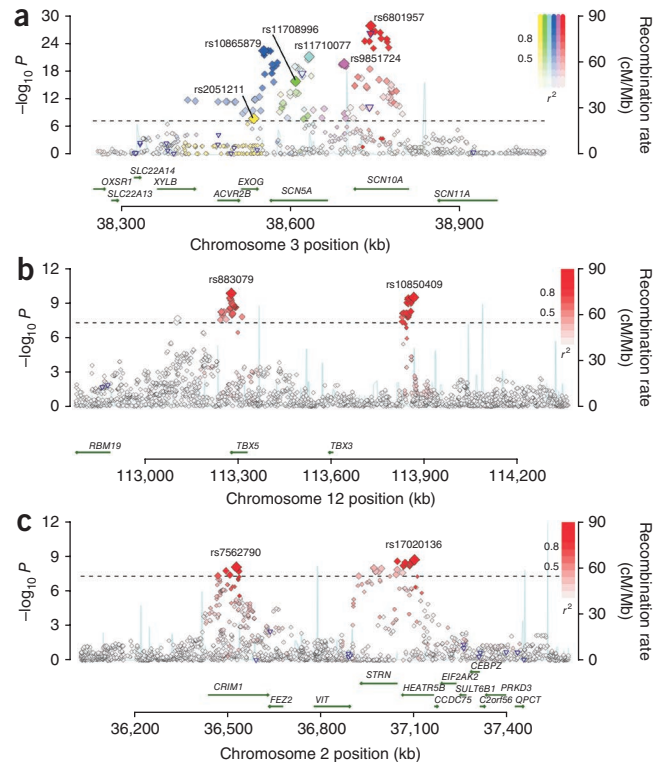 a
30
24
18
12
6
0
–log10 P
rs6801957
rs11708996
rs10865879
rs11710077
rs9851724
rs2051211
0.8
0.5
r2
90
60
30
0
Recombination rate
(cM/Mb)
SLC22A14
OXSR1
XYLB
EXOG
SCN5A
SCN10A
SLC22A13
ACVR2B
SCN11A
38,300
38,600
38,900
Chromosome 3 position (kb)
b
12
9
6
3
0
–log10 P
rs883079
rs10850409
0.8
0.5
r2
90
60
30
0
Recombination rate
(cM/Mb)
RBM19
TBX5
TBX3
113,000
113,300
113,600
113,900
114,200
Chromosome 12 position (kb)
c
12
9
6
3
0
–log10 P
rs7562790
rs17020136
0.8
0.5
r2
90
60
30
0
Recombination rate
(cM/Mb)
CEBPZ
STRN
EIF2AK2
CRIM1
HEATR5B
SULT6B1
PRKD3
FEZ2
VIT
CCDC75
C2orf56
QPCT
36,200
36,500
36,800
37,100
37,400
Chromosome 2 position (kb)